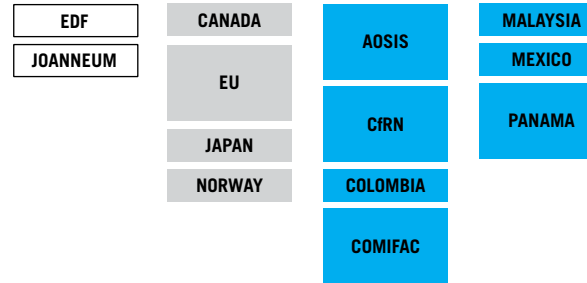 EDF
JOANNEUM
CANADA
EU
JAPAN
NORWAY
AOSIS
CfRN
COLOMBIA
COMIFAC
MALAYSIA
MEXICO
PANAMA